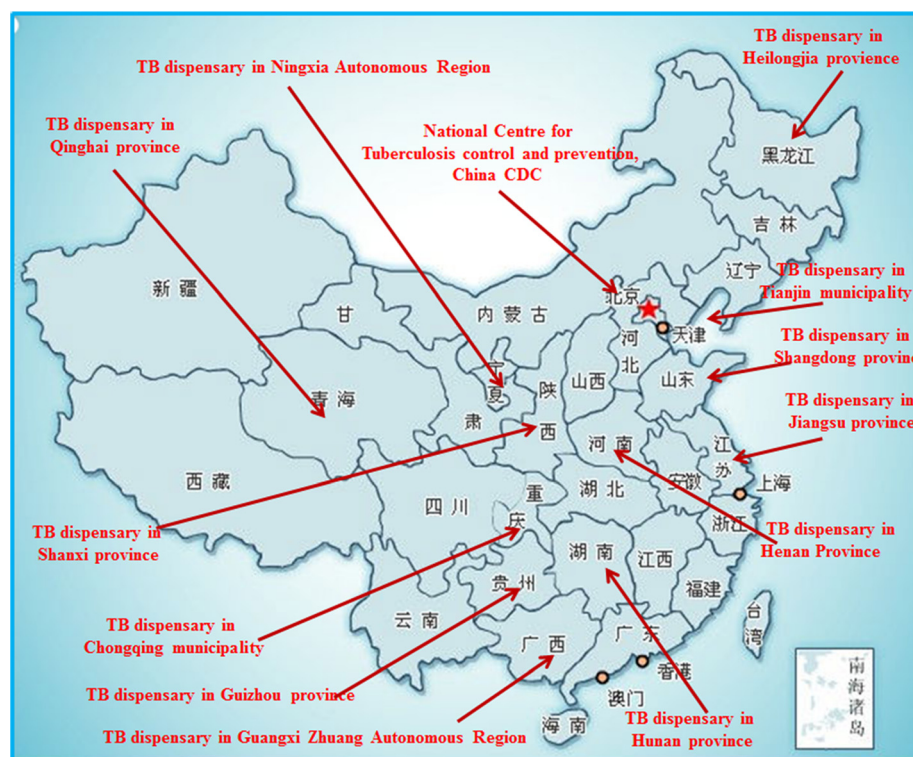 TB dispensary in
Heilongjia provience
TB dispensary in Ningxia Autonomous Region
TB dispensary in
Qinghai province
National Centre for
Tuberculosis control and prevention,
China CDC
黑龙江
吉林
辽宁
TB dispensary in
Tianjin municipality
新疆
甘
内蒙古
北京
天津
河
北
TB dispensary in
Shangdong province
宁
夏
陕
西
山西
山东
青海
肃
TB dispensary in
Jiangsu province
河南
江
苏
安徽
上海
西藏
四川
重
庆
湖北
浙江
TB dispensary in
Shanxi province
TB dispensary in
Henan Province
湖南
江西
贵州
福建
云南
台
湾
TB dispensary in
Chongqing municipality
广西
广东
香港
澳门
南
海
诸
岛
TB dispensary in Guizhou province
海南
TB dispensary in Guangxi Zhuang Autonomous Region
TB dispensary in
Hunan province